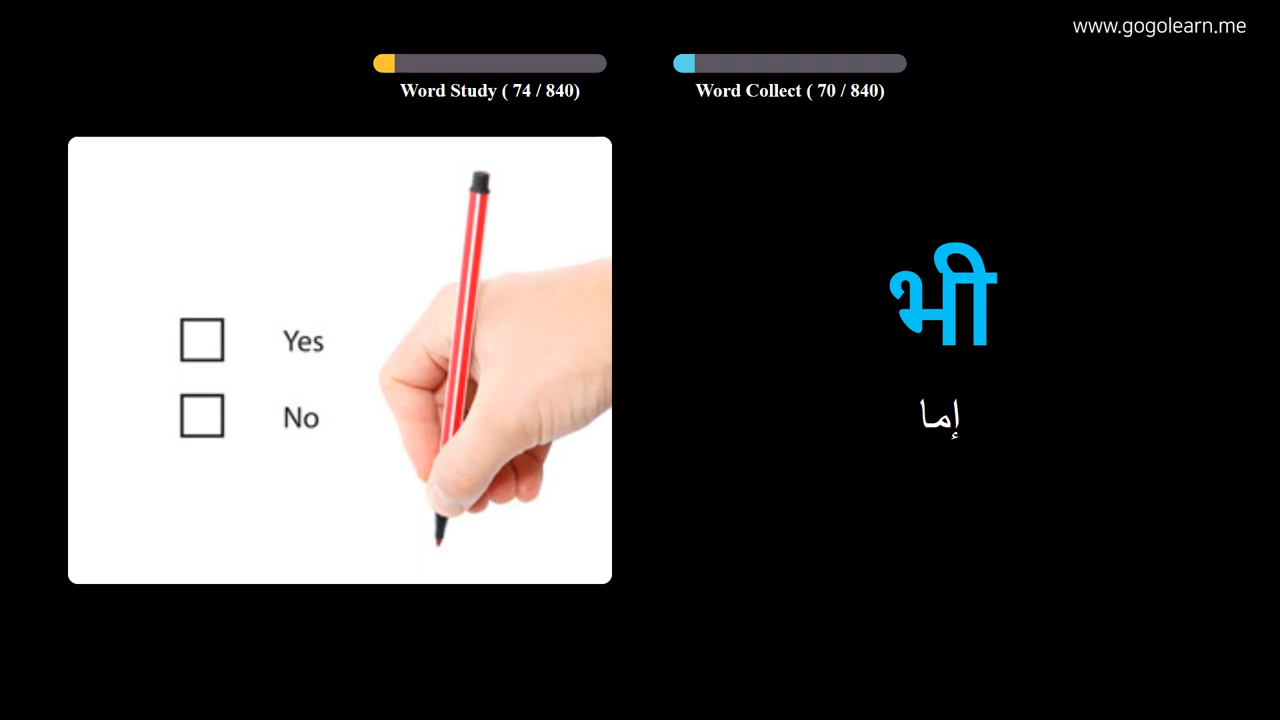 www.gogolearn.me
Word Study ( 74 / 840)
Word Collect ( 70 / 840)
Yes
No
भी
إما